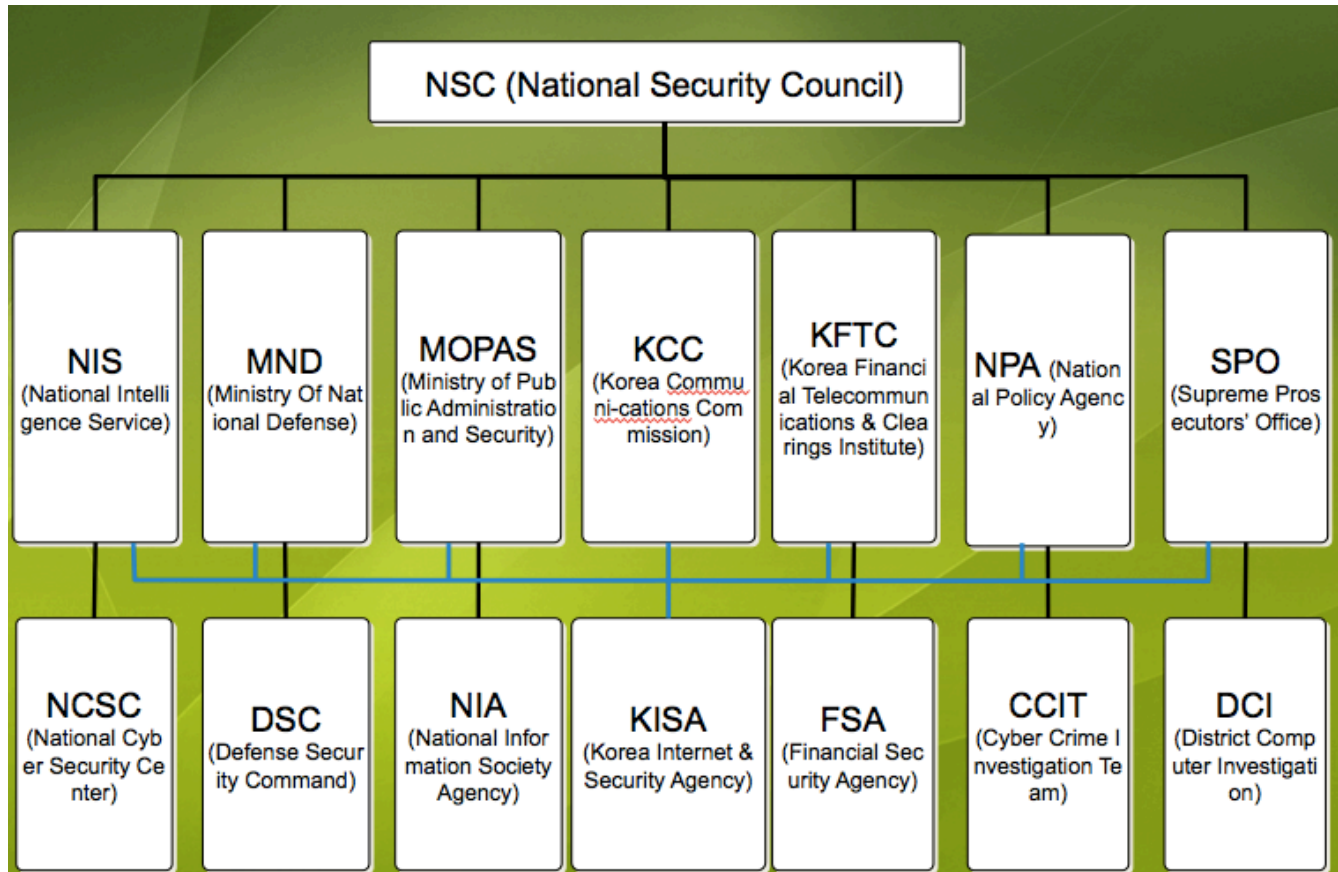 NSC (National Security Council)
NIS
(National Intelli
gence Service)
MND
(Ministry Of Nat
ional Defense)
MOPAS
(Ministry of Pub
lic Administratio
n and Security)
KCC
(Korea Commu
ni-cations Com
mission)
KFTC
(Korea Financi
al Telecommun
ications & Clea
rings Institute)
NPA (Nation
al Policy Agenc
y)
SPO
(Supreme Pros
ecutors' Office)
NCSC
(National Cyb
er Security Ce
nter)
DSC
(Defense Secur
ity Command)
NIA
(National Infor
mation Society
Agency)
KISA
(Korea Internet &
Security Agency)
FSA
(Financial Sec
urity Agency)
CCIT
(Cyber Crime I
nvestigation Te
am)
DCI
(District Comp
uter Investigati
on)